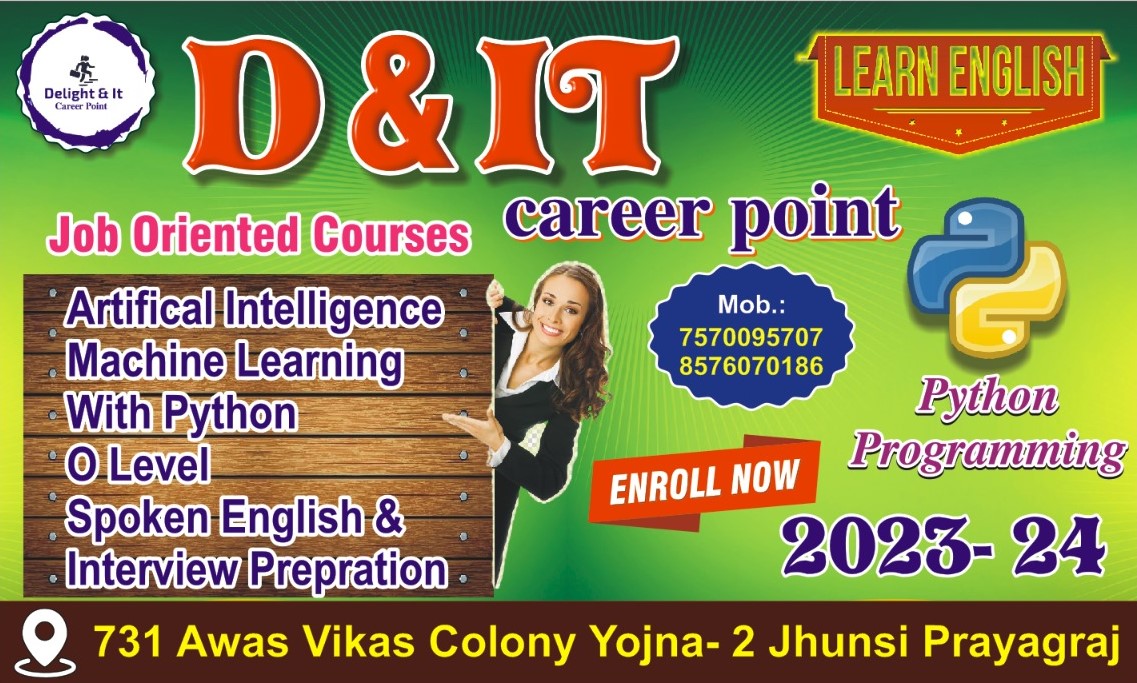 Delight & It
Career Point
D & IT
LEARN ENGLISH
career point
Job Oriented Courses
Artifical Intelligence
Machine Learning
With Python
O Level
Spoken English &
Interview Prepration
Mob.:
7570095707
8576070186
Python
Programming
ENROLL NOW
2023- 24
731 Awas Vikas Colony Yojna- 2 Jhunsi Prayagraj